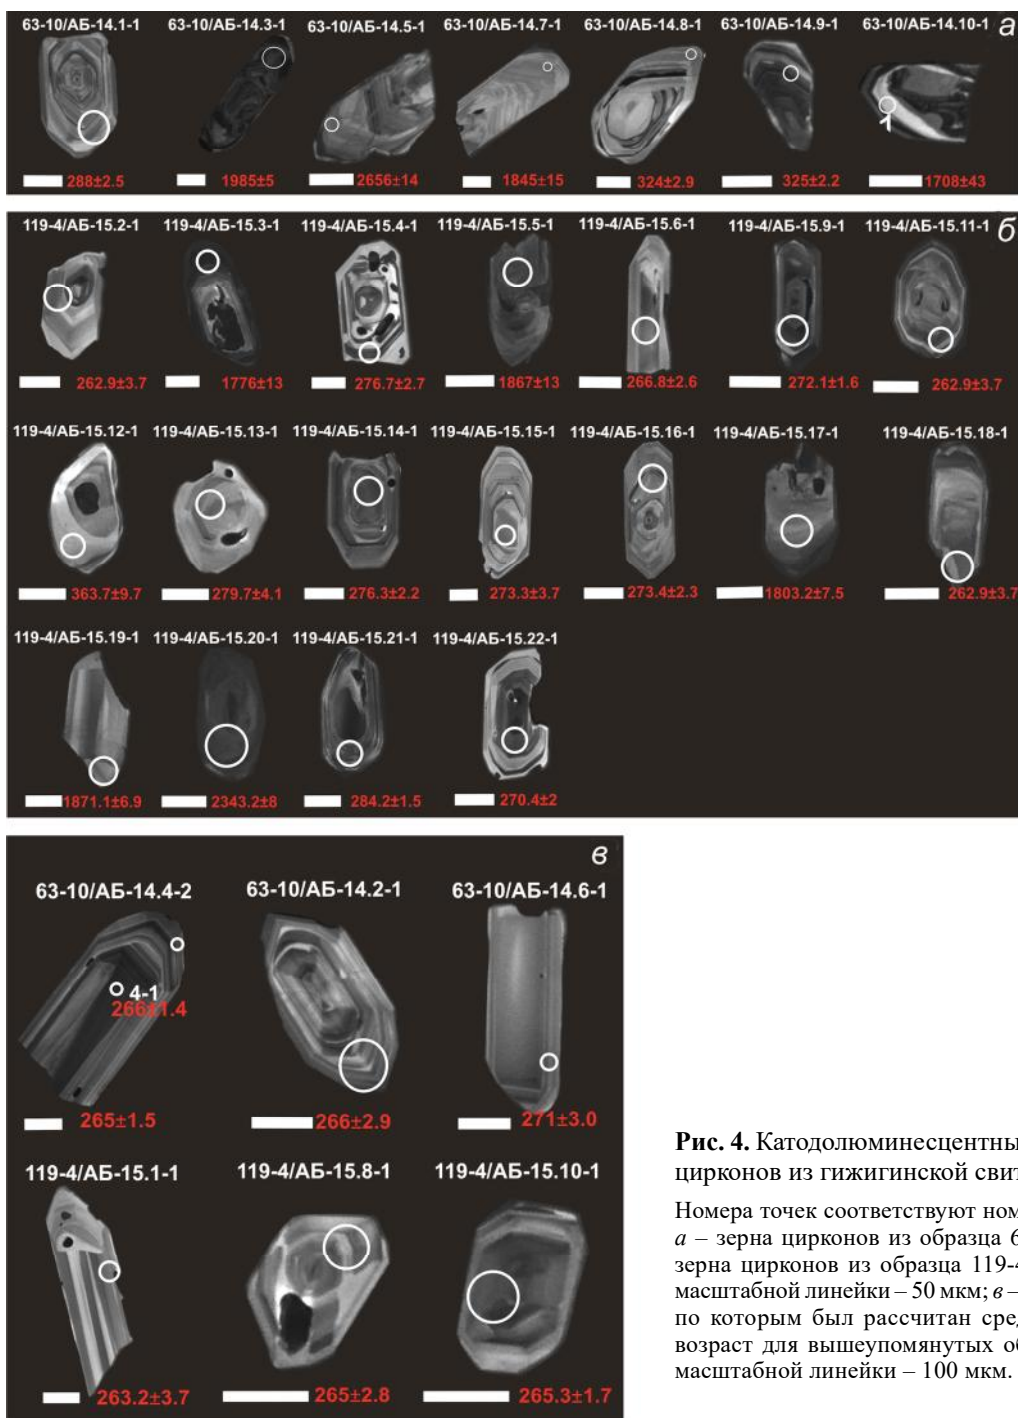 63-10/АБ-14.1-1 63-10/АБ-14.3-1 63-10/АБ-14.5-1 63-10/АБ-14.7-1 63-10/АБ-14.8-1 63-10/АБ-14.9-1 63-10/АБ-14.10-1 а
1
288±2.5 1985±5 2656±14 1845±15 324±2.9 325±2.2 1708±43
119-4/АБ-15.2-1 119-4/АБ-15.3-1 119-4/АБ-15.4-1 119-4/АБ-15.5-1 119-4/АБ-15.6-1 119-4/АБ-15.9-1 119-4/АБ-15.11-1 б
262.9±3.7 1776±13 276.7±2.7 1867±13 266.8±2.6 272.1±1.6 262.9±3.7
119-4/АБ-15.12-1 119-4/АБ-15.13-1 119-4/АБ-15.14-1 119-4/АБ-15.15-1 119-4/АБ-15.16-1 119-4/АБ-15.17-1 119-4/АБ-15.18-1
363.7±9.7 279.7±4.1 276.3±2.2 273.3±3.7 273.4±2.3 1803.2±7.5 262.9±3.7
119-4/АБ-15.19-1 119-4/АБ-15.20-1 119-4/АБ-15.21-1 119-4/АБ-15.22-1
1871.1±6.9 2343.2±8 284.2±1.5 270.4±2
в
63-10/АБ-14.4-2 63-10/АБ-14.2-1 63-10/АБ-14.6-1
4-1
266±1.4
265±1.5 266±2.9 271±3.0
119-4/АБ-15.1-1 119-4/АБ-15.8-1 119-4/АБ-15.10-1
263.2±3.7 265±2.8 265.3±1.7
Рис. 4. Катодолюминесцентны
цирконов из гижигинской свит
Номера точек соответствуют ном
а – зерна цирконов из образца 6
зерна цирконов из образца 119-4
масштабной линейки – 50 мкм; в –
по которым был рассчитан сред
возраст для вышеупомянутых об
масштабной линейки – 100 мкм.